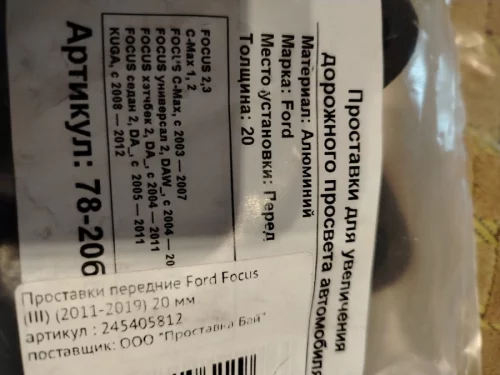 Проставки для увеличения
дорожного просвета автомобиля
Материал: Алюминий
Марка: Ford
Место установки: Перед
Толщина: 20
FOCUS 2,3
C-Max 1, 2
FOCUS C-Max, с 2003 — 2007
FOCUS универсал 2, DAW_, с 2004 — 20
FOCUS хэтчбек 2, DA_, с 2004 — 2011
FOCUS седан 2, DA_, с 2005 — 2011
KUGA, с 2008 — 2012
Артикул: 78-20б
Проставки передние Ford Focus
(III) (2011-2019) 20 мм
артикул : 245405812
поставщик: ООО "Проставка Бай"